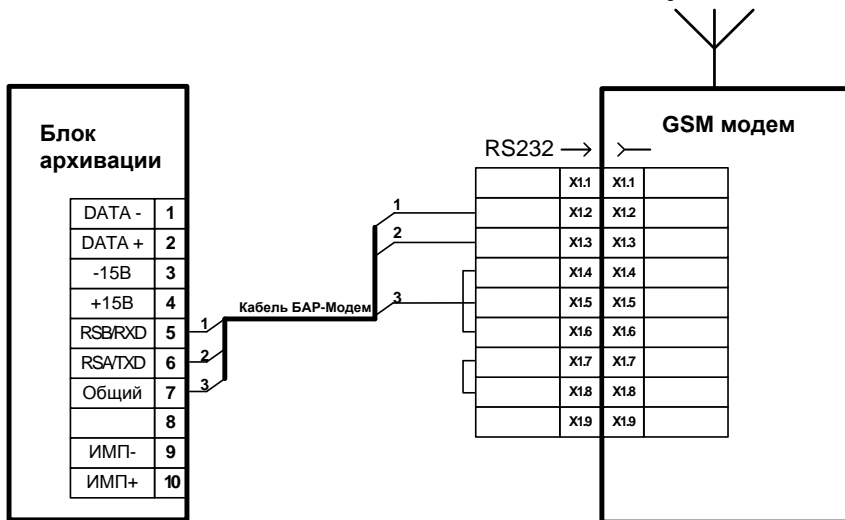 Блок
архивации
GSM модем
RS232
DATA - 1
DATA + 2
-15В 3
+15В 4
RSB/RXD 5
RSA/TXD 6
Общий 7
8
ИМП- 9
ИМП+ 10
1
2
3
Кабель БАР-Модем
1
2
3
X1.1 X1.1
X1.2 X1.2
X1.3 X1.3
X1.4 X1.4
X1.5 X1.5
X1.6 X1.6
X1.7 X1.7
X1.8 X1.8
X1.9 X1.9